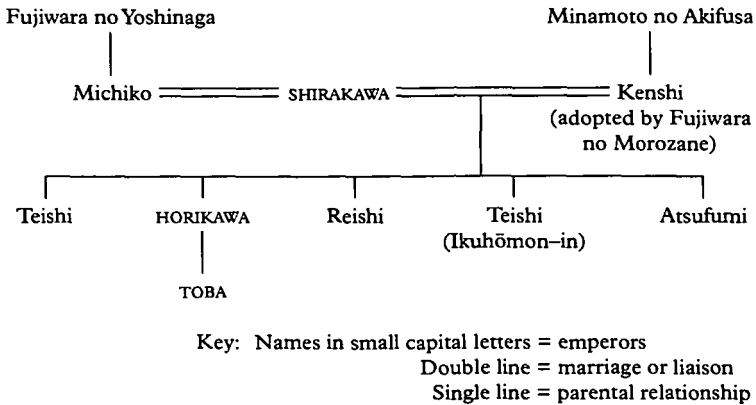 Fujiwara no Yoshinaga
Minamoto no Akifusa
Michiko
SHIRAKAWA
Kenshi
(adopted by Fujiwara
no Morozane)
Teishi
HORIKAWA
Reishi
Teishi
(Ikuhōmon–in)
Atsufumi
TOBA
Key: Names in small capital letters = emperors
Double line = marriage or liaison
Single line = parental relationship